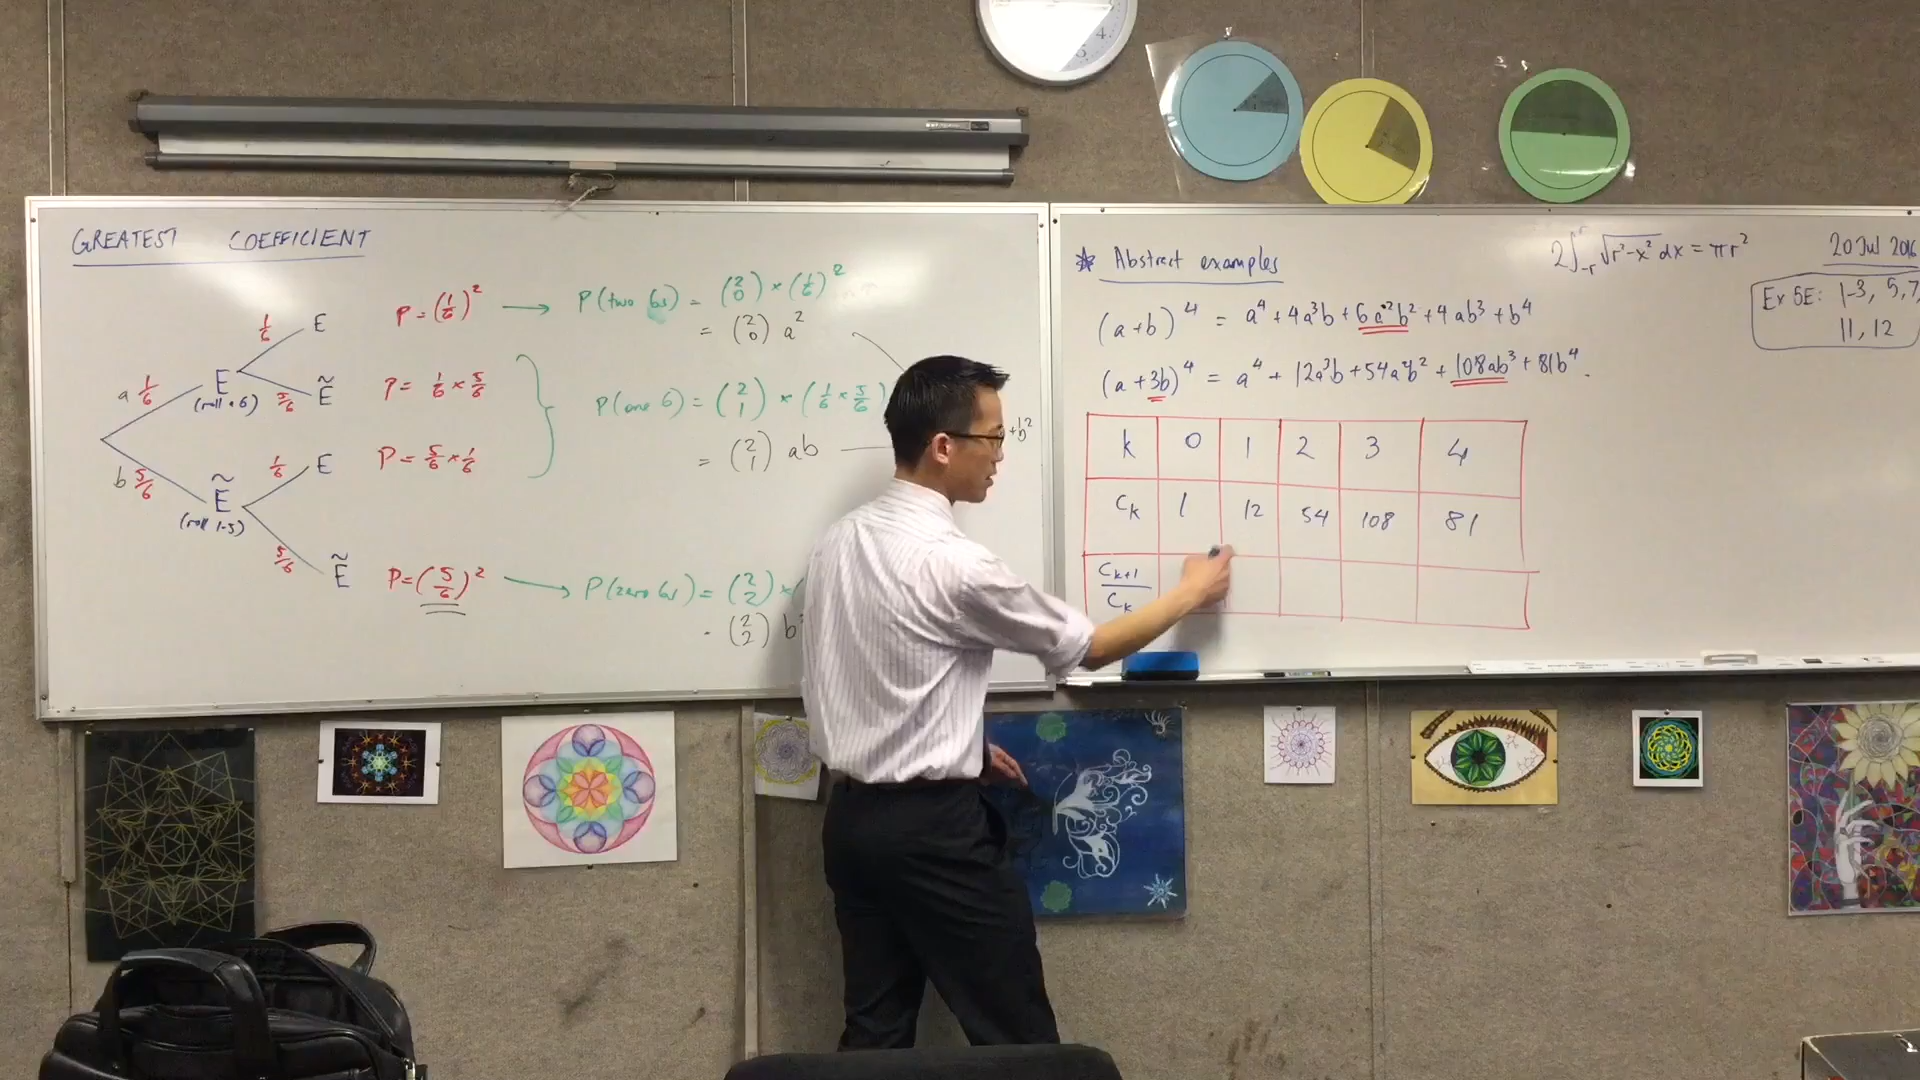 GREATEST COEFFICIENT
1/6 E
P = (1/6)² → P(two 6s) = (2 0) × (1/6)²
= (2 0) a²
a 1/6 E 5/6 Ẽ
(roll a 6)
P = 1/6 × 5/6
P(one 6) = (2 1) × (1/6 × 5/6)
+b²
b 5/6 Ẽ 1/6 E
(roll 1-5)
P = 5/6 × 1/6
= (2 1) ab
5/6 Ẽ
P = (5/6)² → P(zero 6s) = (2 2) ×
= (2 2) b²
* Abstract examples
2∫₋ᵣʳ √(r²-x²) dx = πr²
20 Jul 2016
Ex 5E: 1-3, 5, 7,
11, 12
(a+b)⁴ = a⁴ + 4a³b + 6a²b² + 4ab³ + b⁴
(a+3b)⁴ = a⁴ + 12a³b + 54a²b² + 108ab³ + 81b⁴.
k 0 1 2 3 4
Cₖ 1 12 54 108 81
Cₖ₊₁/Cₖ
4
5